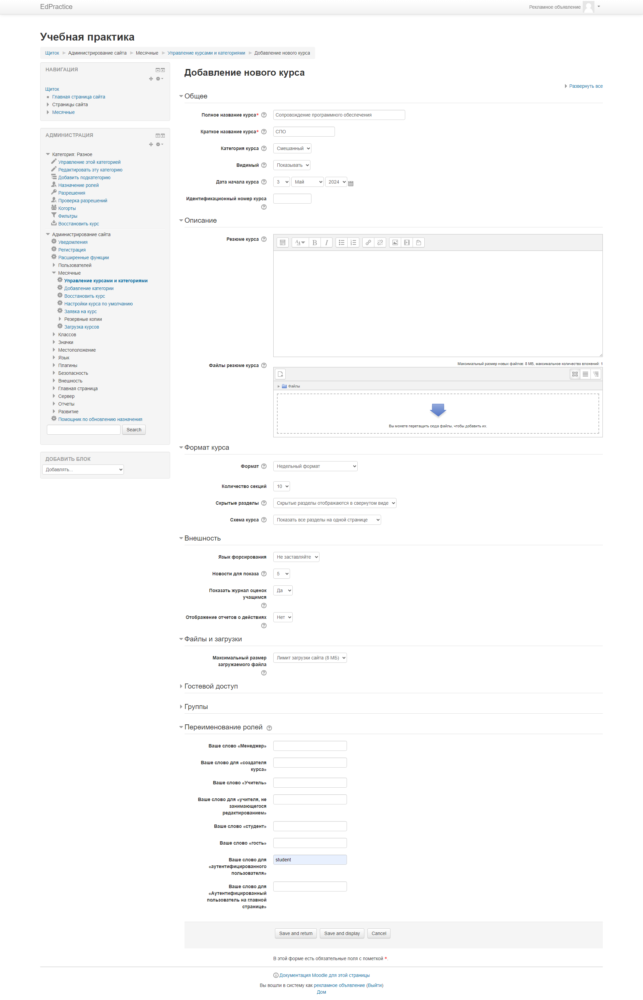 EdPractice
Рекламное объявление
Учебная практика
Щиток Администрирование сайта Месячные Управление курсами и категориями Добавление нового курса
НАВИГАЦИЯ
Щиток
Главная страница сайта
Страницы сайта
Месячные
АДМИНИСТРАЦИЯ
Категория: Разное
Управление этой категорией
Редактировать эту категорию
Добавить подкатегорию
Назначение ролей
Разрешения
Проверка разрешений
Когорты
Фильтры
Восстановить курс
Администрирование сайта
Уведомления
Регистрация
Расширенные функции
Пользователей
Месячные
Управление курсами и категориями
Добавление категории
Восстановить курс
Настройки курса по умолчанию
Заявка на курс
Резервные копии
Загрузка курсов
Классов
Значки
Местоположение
Язык
Плагины
Безопасность
Внешность
Главная страница
Сервер
Отчеты
Развитие
Помощник по обновлению назначения
Search
ДОБАВИТЬ БЛОК
Добавлять...
Добавление нового курса
Развернуть все
Общее
Полное название курса* Сопровождение программного обеспечения
Краткое название курса* СПО
Категория курса Смешанный
Видимый Показывать
Дата начала курса 3 Май 2024
Идентификационный номер курса
Описание
Резюме курса
Файлы резюме курса
Максимальный размер новых файлов: 8 МБ, максимальное количество вложений: 1
Файлы
Вы можете перетащить сюда файлы, чтобы добавить их.
Формат курса
Формат Недельный формат
Количество секций 10
Скрытые разделы Скрытые разделы отображаются в свернутом виде
Схема курса Показать все разделы на одной странице
Внешность
Язык форсирования Не заставляйте
Новости для показа 5
Показать журнал оценок Да
учащимся
Отображение отчетов о действиях Нет
Файлы и загрузки
Максимальный размер Лимит загрузки сайта (8 МБ)
загружаемого файла
Гостевой доступ
Группы
Переименование ролей
Ваше слово «Менеджер»
Ваше слово для «создателя
курса»
Ваше слово «Учитель»
Ваше слово для «учителя, не
занимающегося
редактированием»
Ваше слово «студент»
Ваше слово «гость»
Ваше слово для student
«аутентифицированного
пользователя»
Ваше слово для
«Аутентифицированный
пользователь на главной
странице»
Save and return Save and display Cancel
В этой форме есть обязательные поля с пометкой *.
Документация Moodle для этой страницы
Вы вошли в систему как рекламное объявление (Выйти)
Дом